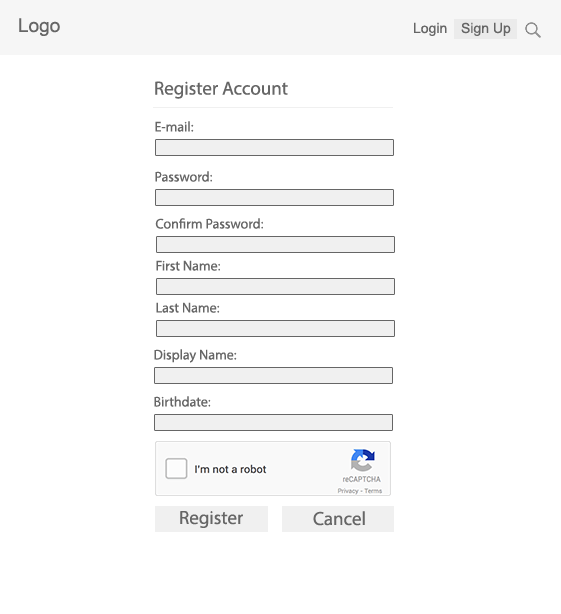 Logo
Login Sign Up
Register Account
E-mail:
Password:
Confirm Password:
First Name:
Last Name:
Display Name:
Birthdate:
I'm not a robot
reCAPTCHA
Privacy - Terms
Register Cancel